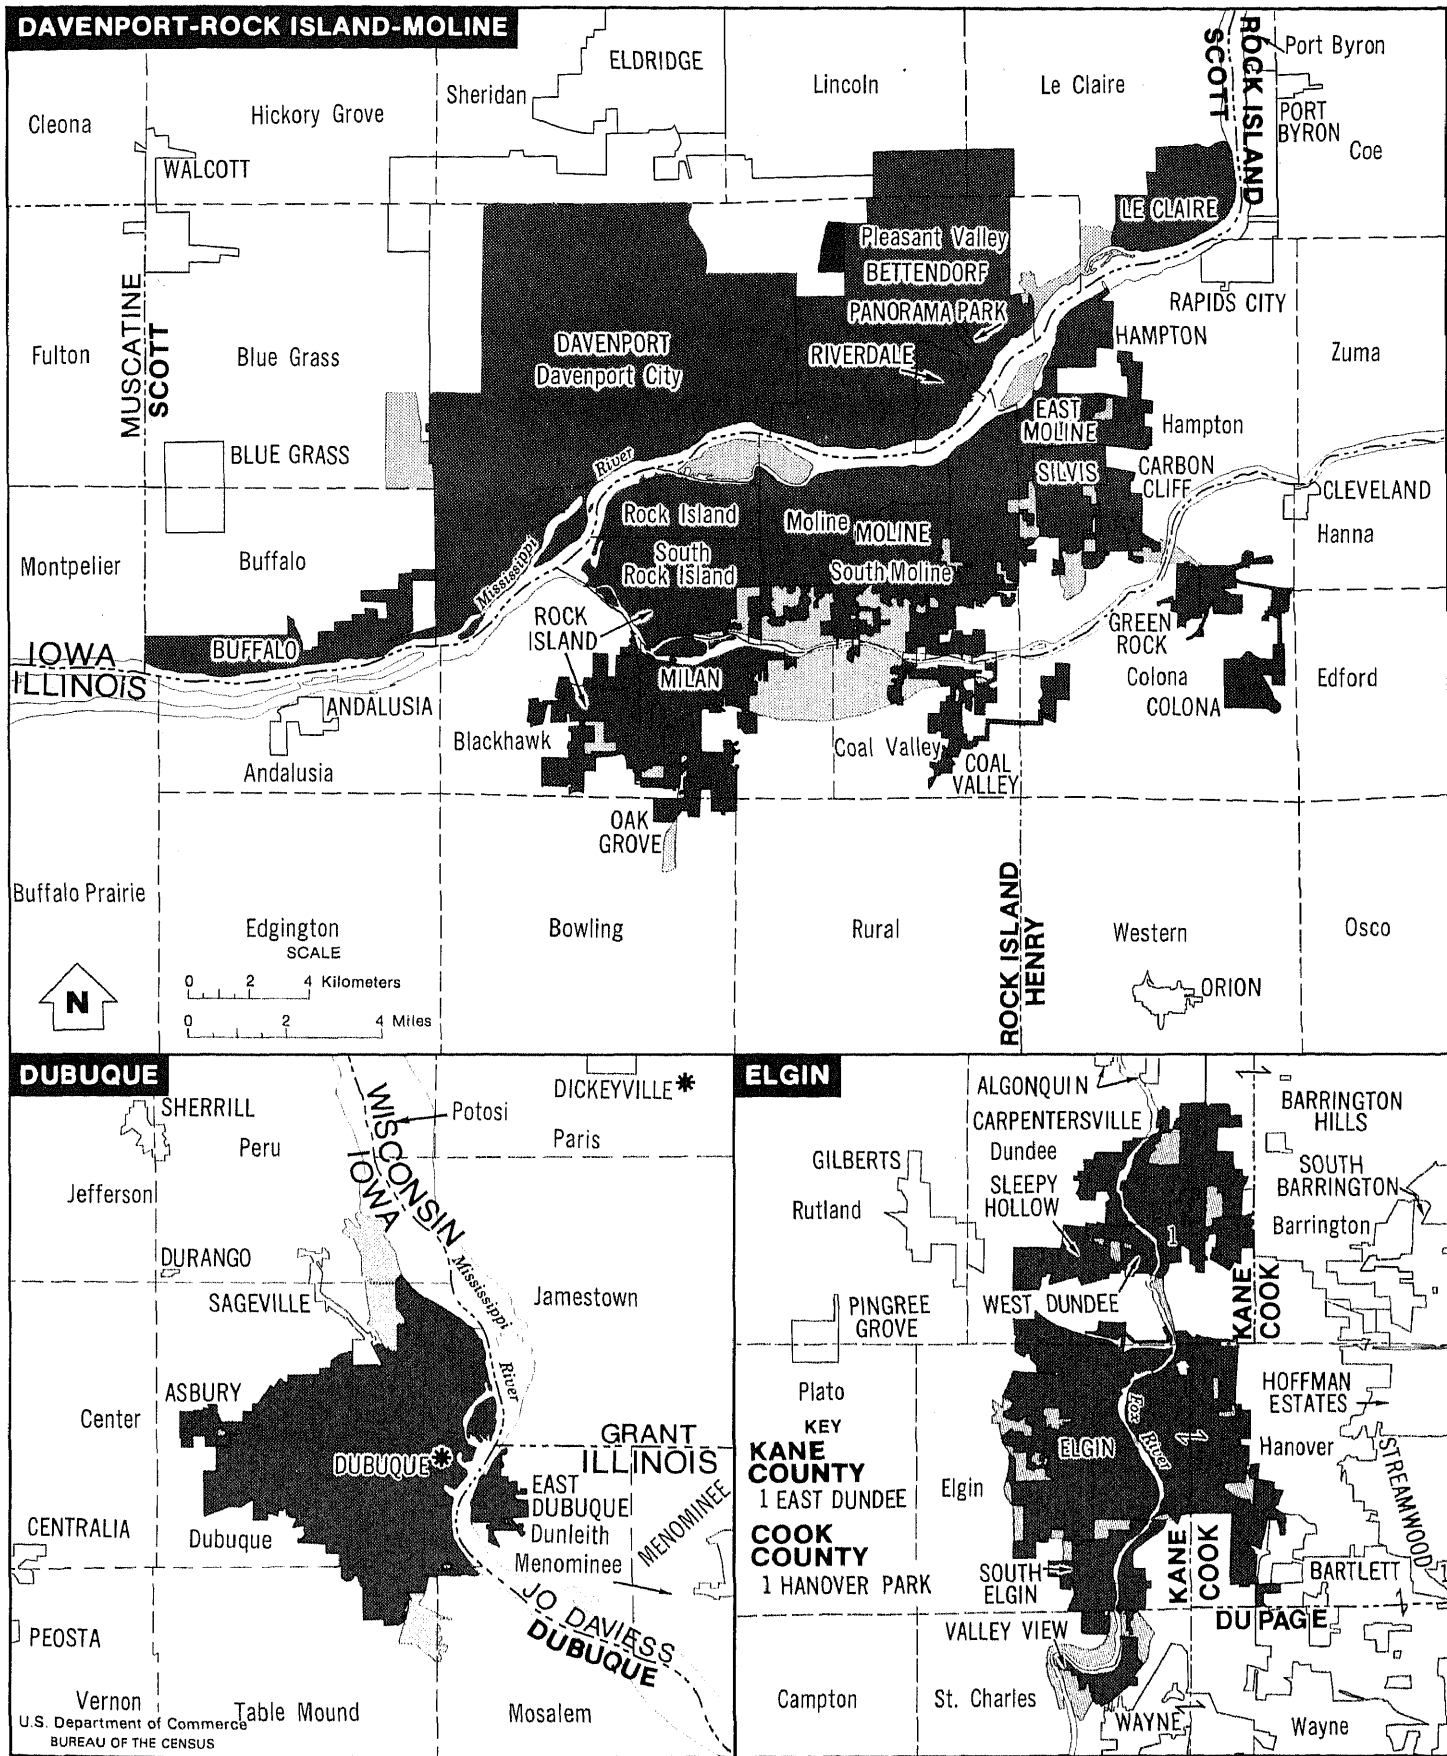 DAVENPORT-ROCK ISLAND-MOLINE
Port Byron
ELDRIDGE
Lincoln
Le Claire
SCOTT
ROCK ISLAND
Sheridan
Hickory Grove
Cleona
PORT
BYRON
Coe
WALCOTT
LE CLAIRE
Pleasant Valley
BETTENDORF
MUSCATINE
SCOTT
PANORAMA PARK
RAPIDS CITY
HAMPTON
Fulton
Blue Grass
DAVENPORT
Davenport City
RIVERDALE
Zuma
EAST
MOLINE
Hampton
BLUE GRASS
River
SILVIS
CARBON
CLIFF
CLEVELAND
Rock Island
Moline
MOLINE
Hanna
Montpelier
Buffalo
Mississippi
South
Rock Island
South Moline
ROCK
ISLAND
GREEN
ROCK
BUFFALO
IOWA
ILLINOIS
MILAN
Colona
COLONA
Edford
ANDALUSIA
Blackhawk
Coal Valley
COAL
VALLEY
Andalusia
OAK
GROVE
Buffalo Prairie
Edgington
Bowling
Rural
ROCK ISLAND
HENRY
Western
Osco
SCALE
0 2 4 Kilometers
0 2 4 Miles
N
ORION
DUBUQUE
DICKEYVILLE *
SHERRILL
WISCONSIN
IOWA
Potosi
Peru
Paris
Jefferson
DURANGO
SAGEVILLE
Mississippi
River
Jamestown
ASBURY
Center
GRANT
ILLINOIS
DUBUQUE *
EAST
DUBUQUE
Dunleith
Menominee
MENOMINEE
CENTRALIA
Dubuque
JO DAVIESS
DUBUQUE
PEOSTA
Vernon
Table Mound
Mosalem
U.S. Department of Commerce
BUREAU OF THE CENSUS
ELGIN
ALGONQUIN
CARPENTERSVILLE
Dundee
BARRINGTON
HILLS
GILBERTS
SLEEPY
HOLLOW
SOUTH
BARRINGTON
Rutland
Barrington
1
WEST DUNDEE
KANE
COOK
PINGREE
GROVE
Plato
HOFFMAN
ESTATES
KEY
KANE
COUNTY
1 EAST DUNDEE
COOK
COUNTY
1 HANOVER PARK
Fox
River
ELGIN
Hanover
STREAMWOOD
Elgin
SOUTH
ELGIN
KANE
COOK
BARTLETT
1
DU PAGE
VALLEY VIEW
Campton
St. Charles
WAYNE
Wayne